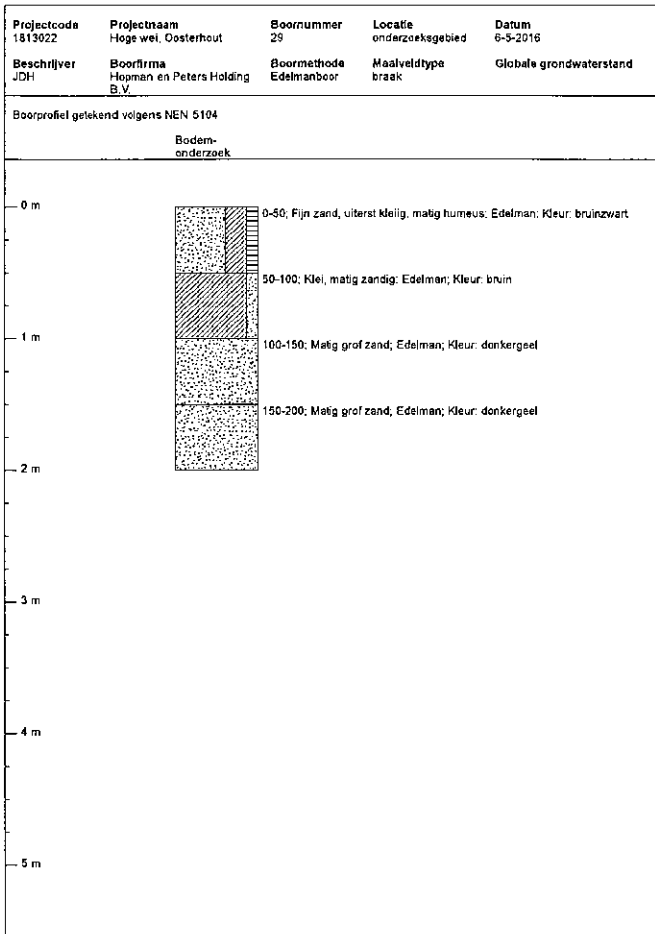 Projectcode Projectnaam Boornummer Locatie Datum
1813022 Hoge wei, Oosterhout 29 onderzoeksgebied 6-5-2016
Beschrijver Boorfirma Boormethode Maaiveldtype Globale grondwaterstand
JDH Hopman en Peters Holding B.V. Edelmanboor braak
Boorprofiel getekend volgens NEN 5104
Bodem-
onderzoek
0 m
0-50; Fijn zand, uiterst kleiig, matig humeus; Edelman; Kleur: bruinzwart
50-100; Klei, matig zandig; Edelman; Kleur: bruin
1 m
100-150; Matig grof zand; Edelman; Kleur: donkergeel
150-200; Matig grof zand; Edelman; Kleur: donkergeel
2 m
3 m
4 m
5 m